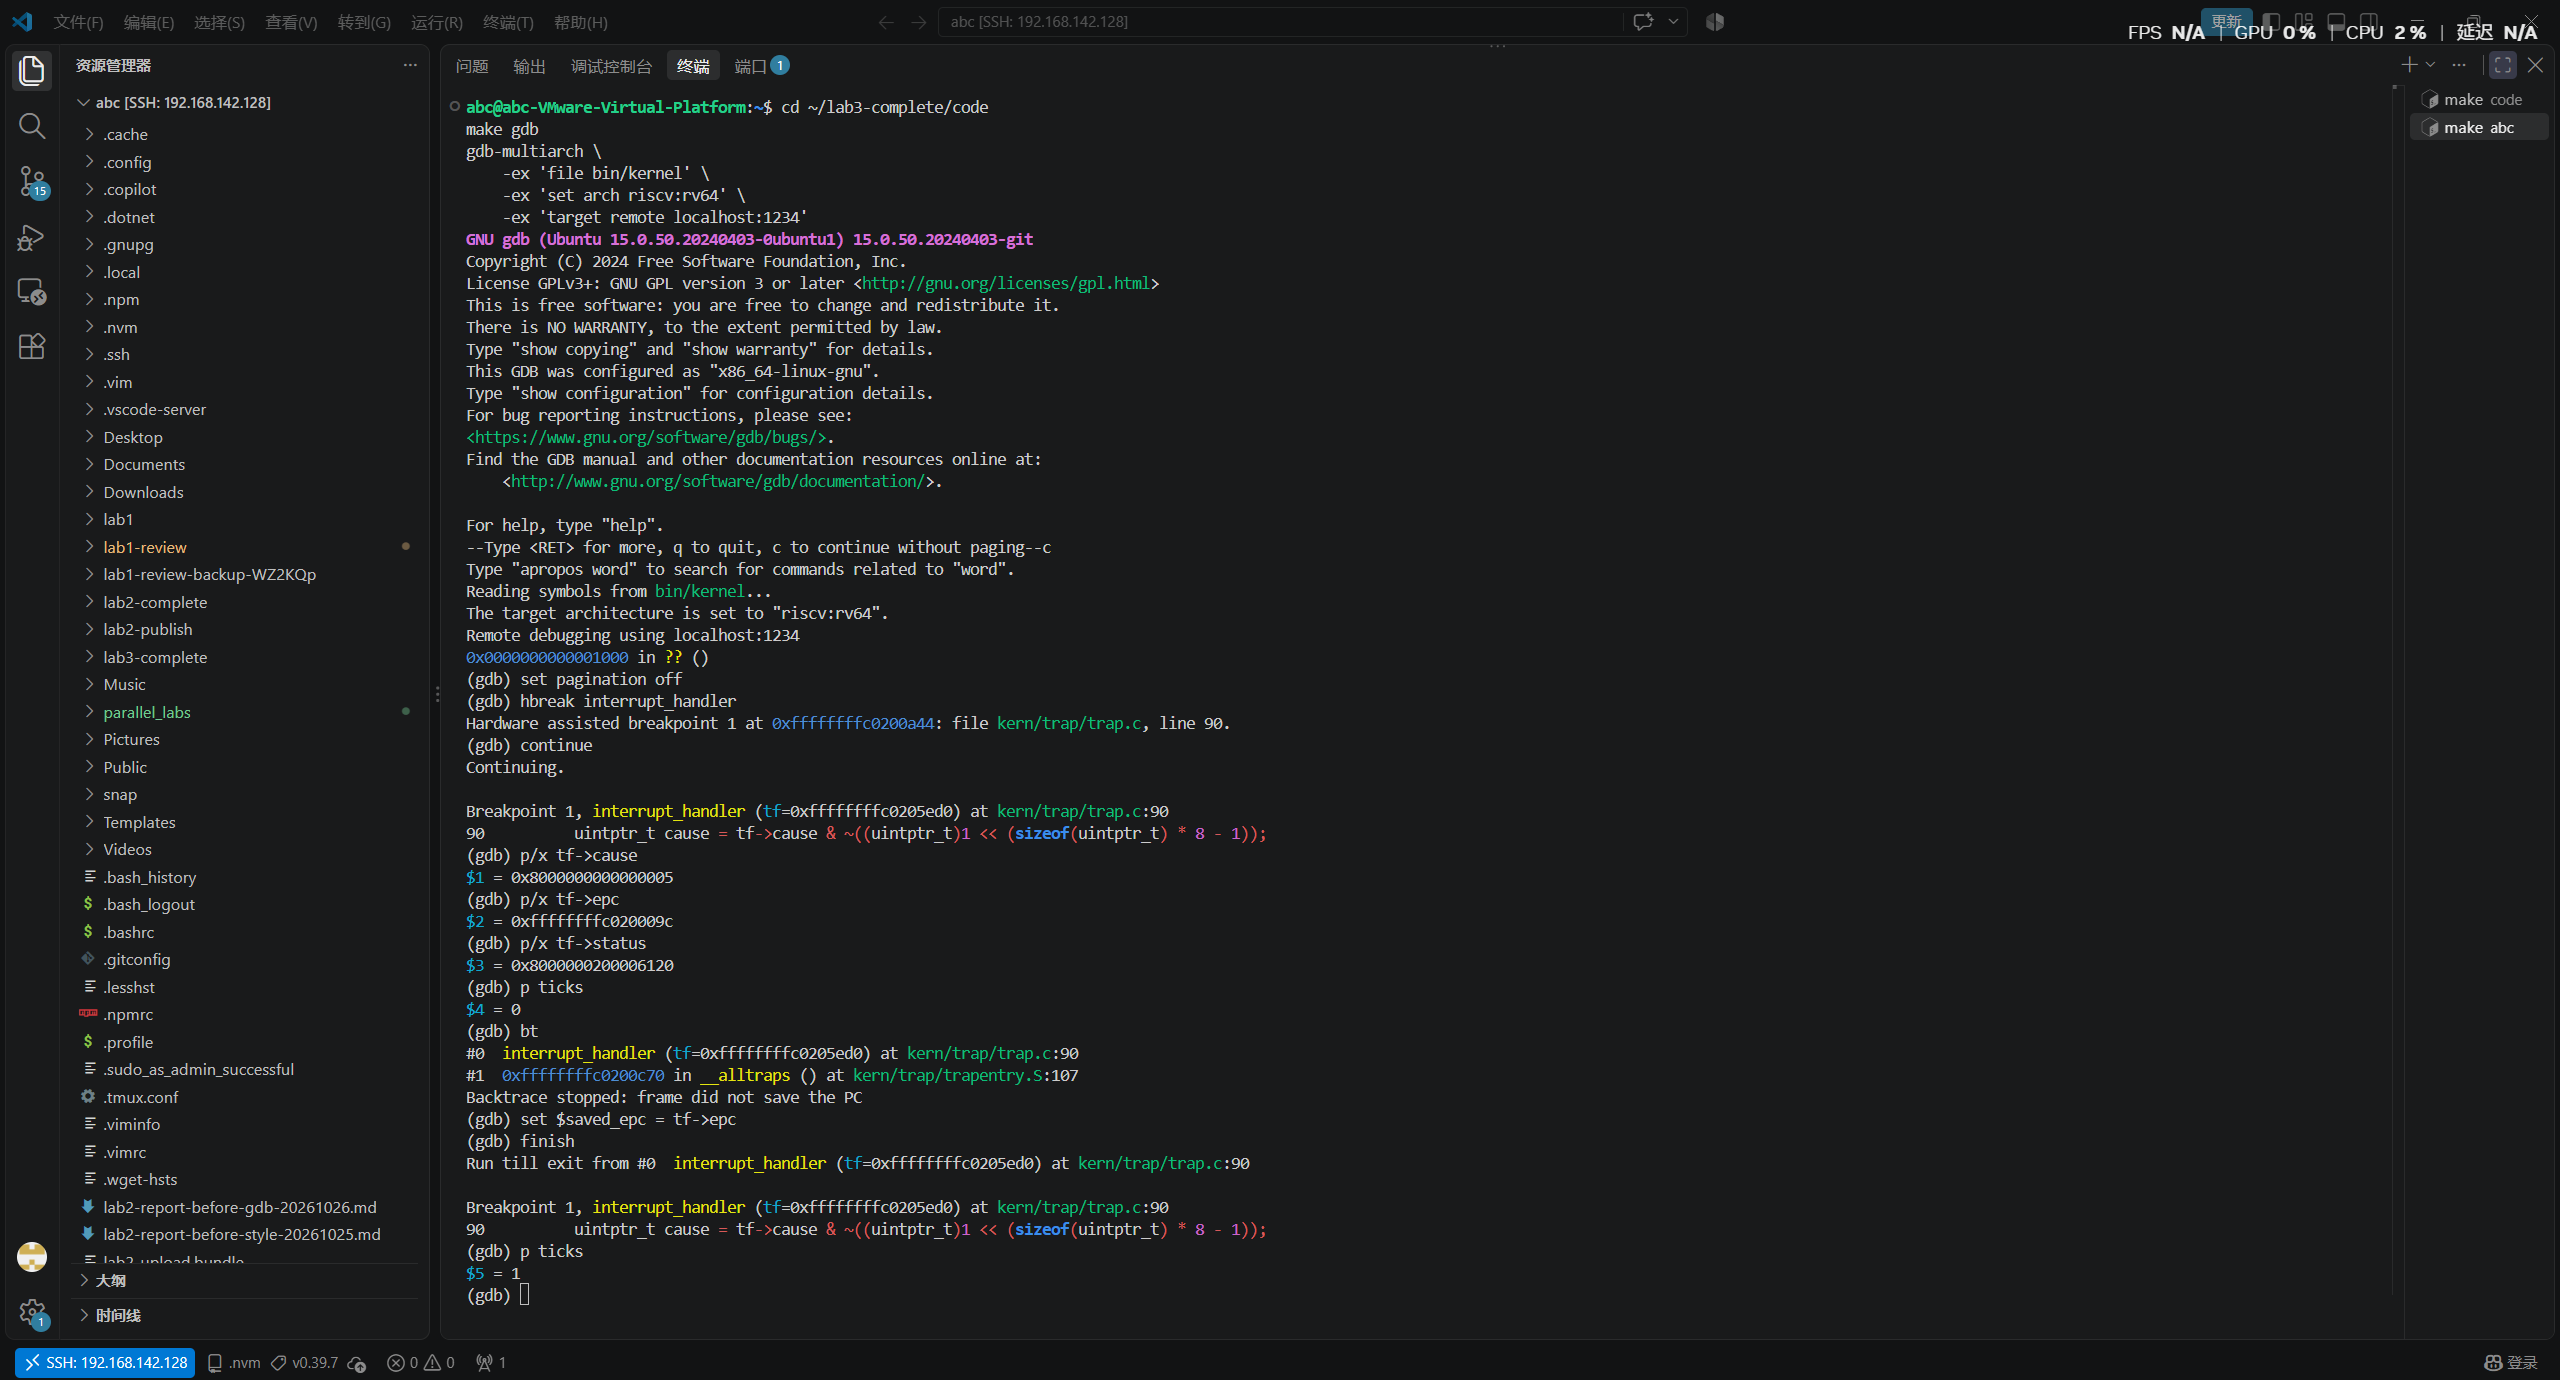 文件(F) 编辑(E) 选择(S) 查看(V) 转到(G) 运行(R) 终端(T) 帮助(H)
abc [SSH: 192.168.142.128]
更新
FPS N/A | GPU 0 % | CPU 2 % | 延迟 N/A
资源管理器
abc [SSH: 192.168.142.128]
.cache
.config
.copilot
.dotnet
.gnupg
.local
.npm
.nvm
.ssh
.vim
.vscode-server
Desktop
Documents
Downloads
lab1
lab1-review
lab1-review-backup-WZ2KQp
lab2-complete
lab2-publish
lab3-complete
Music
parallel_labs
Pictures
Public
snap
Templates
Videos
.bash_history
.bash_logout
.bashrc
.gitconfig
.lesshst
.npmrc
.profile
.sudo_as_admin_successful
.tmux.conf
.viminfo
.vimrc
.wget-hsts
lab2-report-before-gdb-20261026.md
lab2-report-before-style-20261025.md
lab2-upload.bundle
大纲
时间线
15
1
问题 输出 调试控制台 终端 端口 1
abc@abc-VMware-Virtual-Platform:~$ cd ~/lab3-complete/code
make gdb
gdb-multiarch \
    -ex 'file bin/kernel' \
    -ex 'set arch riscv:rv64' \
    -ex 'target remote localhost:1234'
GNU gdb (Ubuntu 15.0.50.20240403-0ubuntu1) 15.0.50.20240403-git
Copyright (C) 2024 Free Software Foundation, Inc.
License GPLv3+: GNU GPL version 3 or later <http://gnu.org/licenses/gpl.html>
This is free software: you are free to change and redistribute it.
There is NO WARRANTY, to the extent permitted by law.
Type "show copying" and "show warranty" for details.
This GDB was configured as "x86_64-linux-gnu".
Type "show configuration" for configuration details.
For bug reporting instructions, please see:
<https://www.gnu.org/software/gdb/bugs/>.
Find the GDB manual and other documentation resources online at:
    <http://www.gnu.org/software/gdb/documentation/>.
For help, type "help".
--Type <RET> for more, q to quit, c to continue without paging--c
Type "apropos word" to search for commands related to "word".
Reading symbols from bin/kernel...
The target architecture is set to "riscv:rv64".
Remote debugging using localhost:1234
0x0000000000001000 in ?? ()
(gdb) set pagination off
(gdb) hbreak interrupt_handler
Hardware assisted breakpoint 1 at 0xffffffffc0200a44: file kern/trap/trap.c, line 90.
(gdb) continue
Continuing.
Breakpoint 1, interrupt_handler (tf=0xffffffffc0205ed0) at kern/trap/trap.c:90
90          uintptr_t cause = tf->cause & ~((uintptr_t)1 << (sizeof(uintptr_t) * 8 - 1));
(gdb) p/x tf->cause
$1 = 0x8000000000000005
(gdb) p/x tf->epc
$2 = 0xffffffffc020009c
(gdb) p/x tf->status
$3 = 0x8000000200006120
(gdb) p ticks
$4 = 0
(gdb) bt
#0  interrupt_handler (tf=0xffffffffc0205ed0) at kern/trap/trap.c:90
#1  0xffffffffc0200c70 in __alltraps () at kern/trap/trapentry.S:107
Backtrace stopped: frame did not save the PC
(gdb) set $saved_epc = tf->epc
(gdb) finish
Run till exit from #0  interrupt_handler (tf=0xffffffffc0205ed0) at kern/trap/trap.c:90
Breakpoint 1, interrupt_handler (tf=0xffffffffc0205ed0) at kern/trap/trap.c:90
90          uintptr_t cause = tf->cause & ~((uintptr_t)1 << (sizeof(uintptr_t) * 8 - 1));
(gdb) p ticks
$5 = 1
(gdb)
make code
make abc
SSH: 192.168.142.128 .nvm v0.39.7 0 0 1
登录